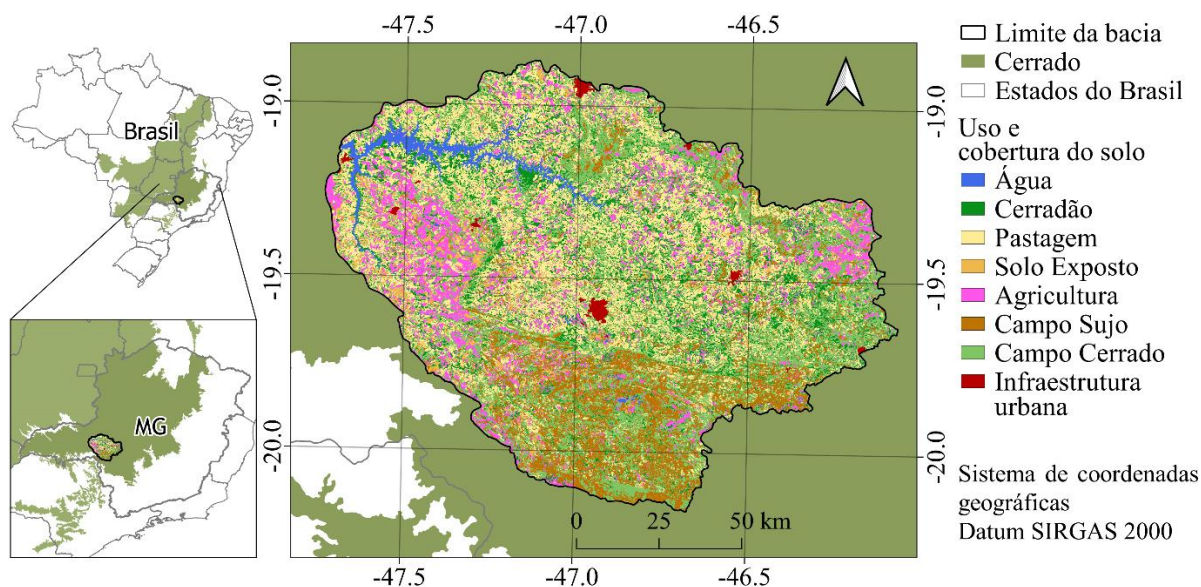 Brasil
MG
-47.5
-47.0
-46.5
-19.0
-19.5
-20.0
-19.0
-19.5
-20.0
0 25 50 km
-47.5
-47.0
-46.5
Limite da bacia
Cerrado
Estados do Brasil
Uso e
cobertura do solo
Água
Cerradão
Pastagem
Solo Exposto
Agricultura
Campo Sujo
Campo Cerrado
Infraestrutura
urbana
Sistema de coordenadas
geográficas
Datum SIRGAS 2000